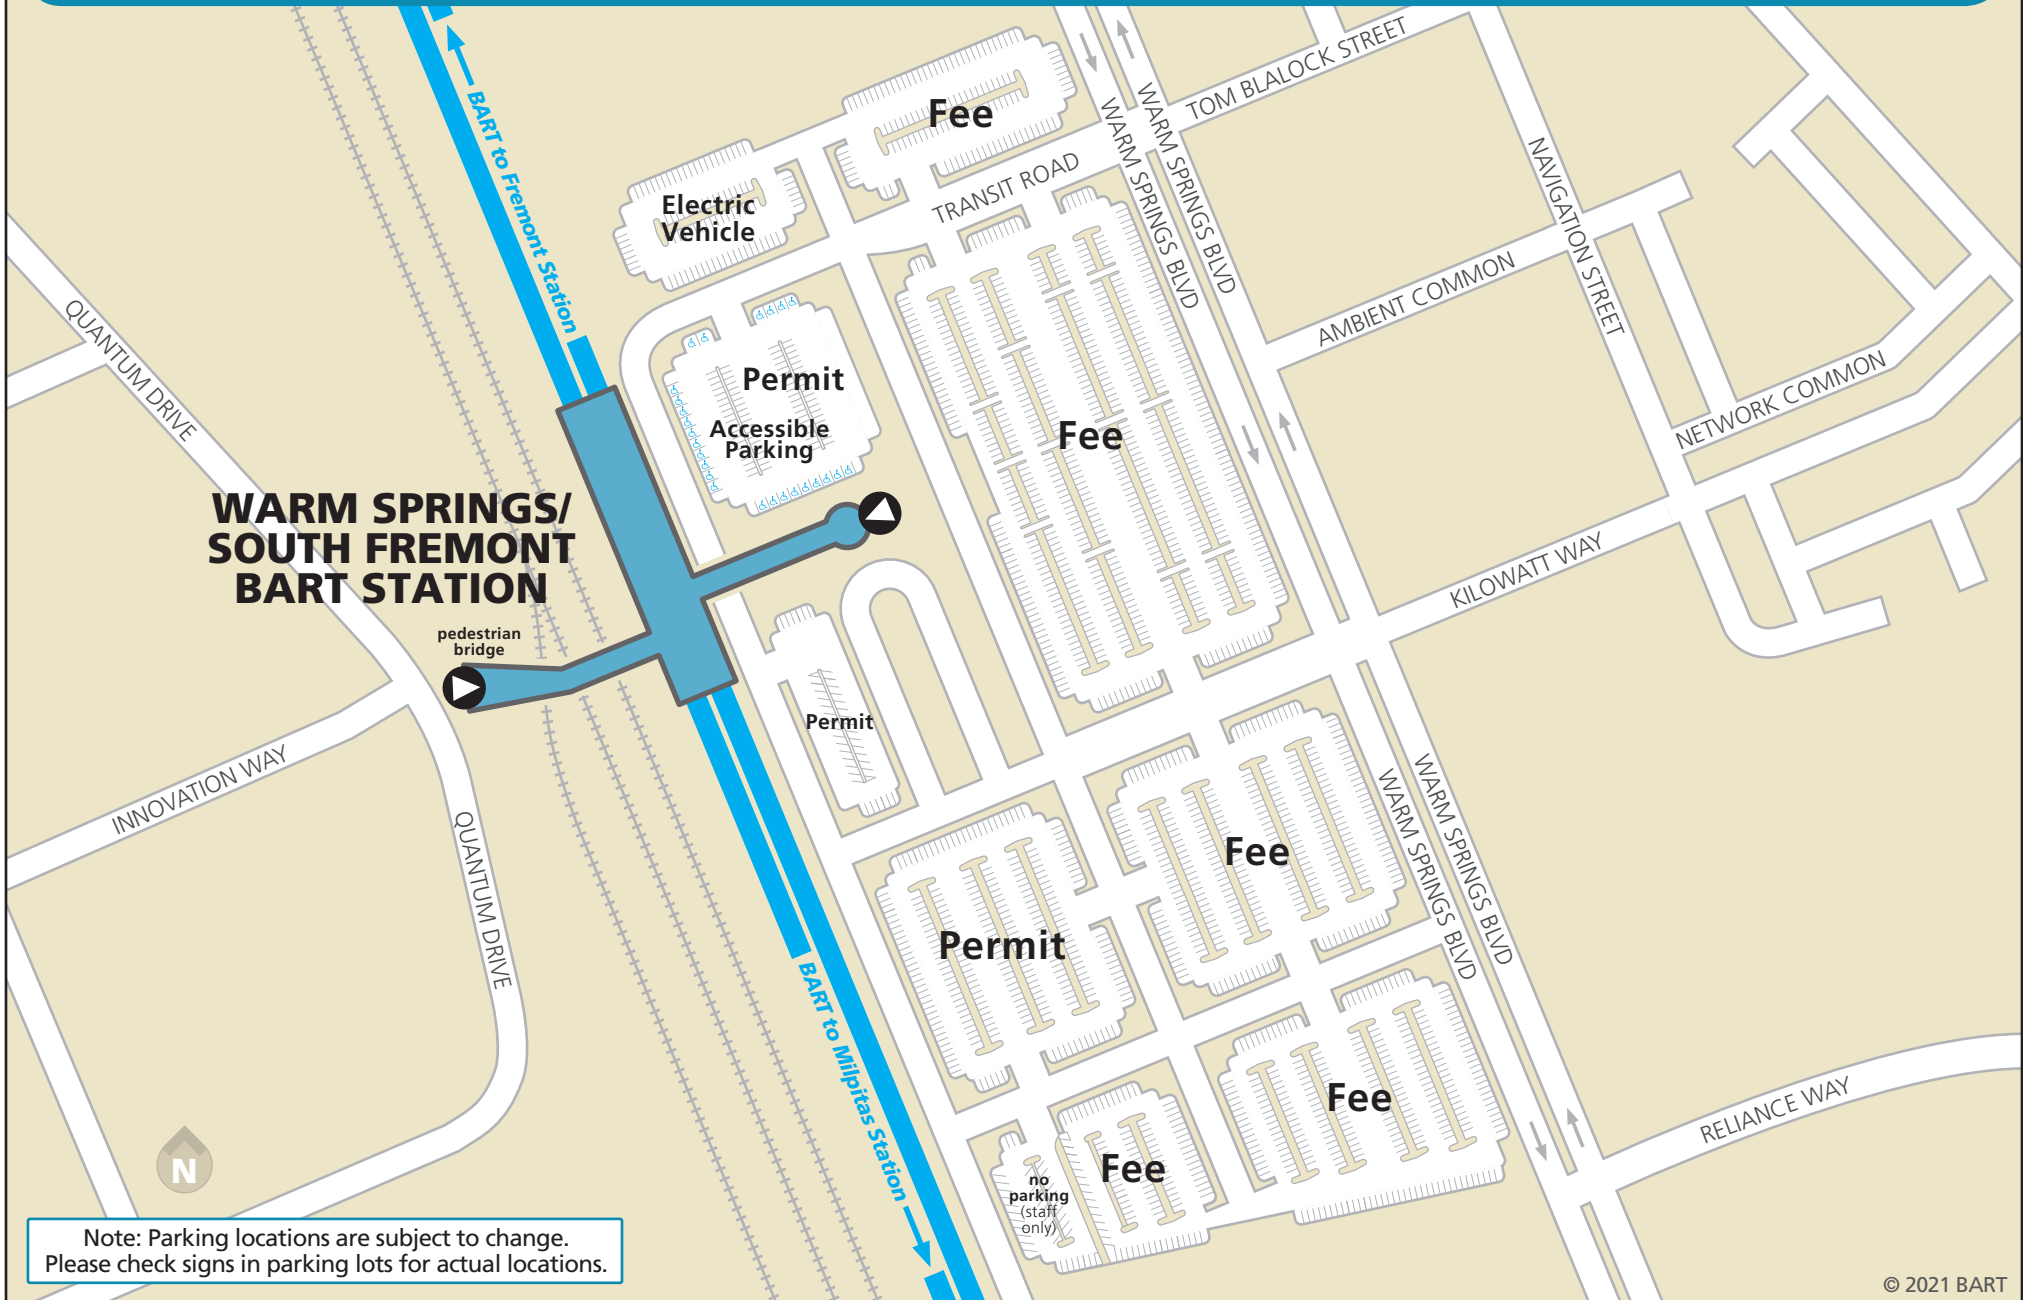 TOM BLALOCK STREET
BART to Fremont Station
Fee
WARM SPRINGS BLVD
WARM SPRINGS BLVD
TRANSIT ROAD
NAVIGATION STREET
Electric
Vehicle
AMBIENT COMMON
QUANTUM DRIVE
Permit
Accessible
Parking
Fee
NETWORK COMMON
WARM SPRINGS/
SOUTH FREMONT
BART STATION
KILOWATT WAY
pedestrian
bridge
Permit
INNOVATION WAY
QUANTUM DRIVE
Fee
WARM SPRINGS BLVD
WARM SPRINGS BLVD
Permit
BART to Milpitas Station
Fee
RELIANCE WAY
Fee
no
parking
(staff
only)
N
Note: Parking locations are subject to change.
Please check signs in parking lots for actual locations.
© 2021 BART